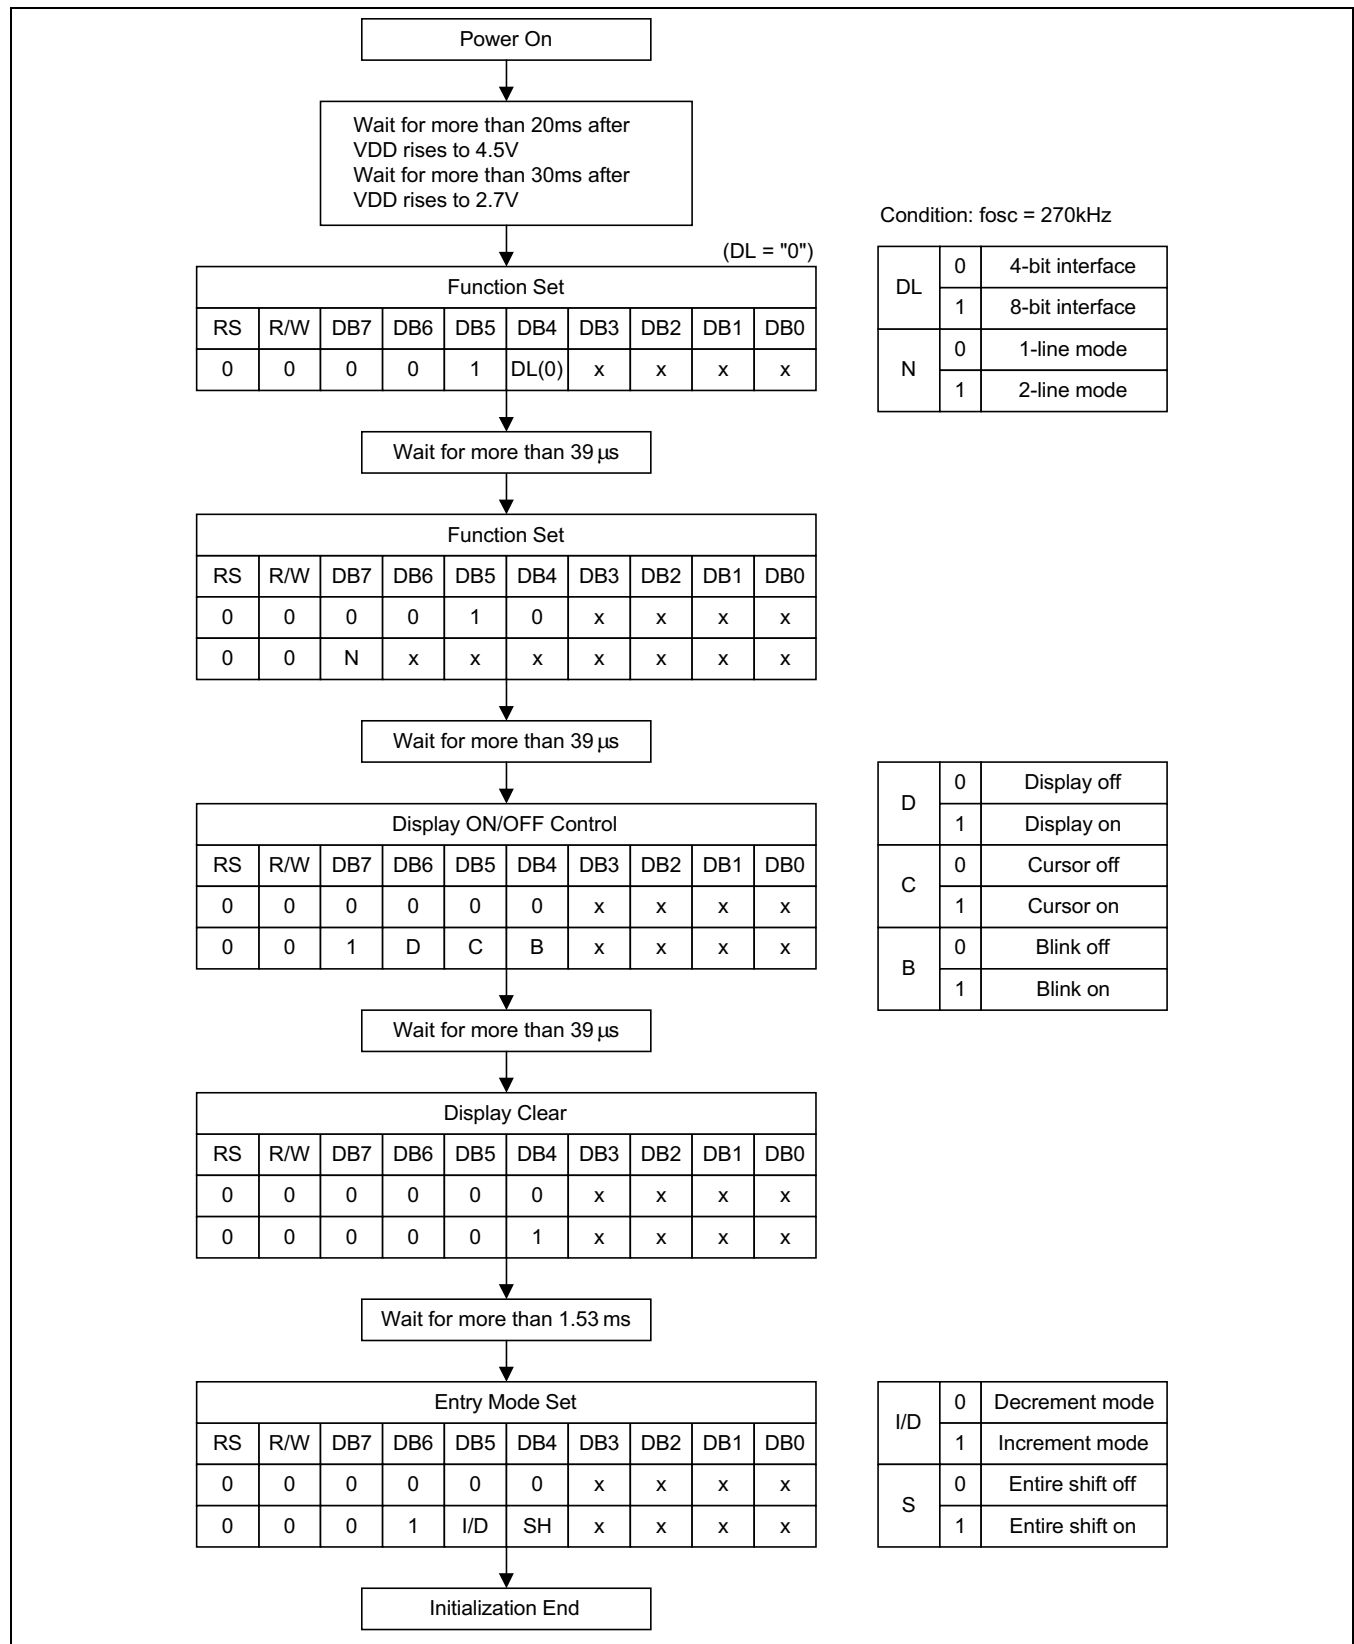 Power On
Wait for more than 20ms after
VDD rises to 4.5V
Wait for more than 30ms after
VDD rises to 2.7V
Condition: fosc = 270kHz
(DL = "0")
Function Set
RS R/W DB7 DB6 DB5 DB4 DB3 DB2 DB1 DB0
0 0 0 0 1 DL(0) x x x x
DL 0 4-bit interface
1 8-bit interface
N 0 1-line mode
1 2-line mode
Wait for more than 39 μs
Function Set
RS R/W DB7 DB6 DB5 DB4 DB3 DB2 DB1 DB0
0 0 0 0 1 0 x x x x
0 0 N x x x x x x x
Wait for more than 39 μs
Display ON/OFF Control
RS R/W DB7 DB6 DB5 DB4 DB3 DB2 DB1 DB0
0 0 0 0 0 0 x x x x
0 0 1 D C B x x x x
D 0 Display off
1 Display on
C 0 Cursor off
1 Cursor on
B 0 Blink off
1 Blink on
Wait for more than 39 μs
Display Clear
RS R/W DB7 DB6 DB5 DB4 DB3 DB2 DB1 DB0
0 0 0 0 0 0 x x x x
0 0 0 0 0 1 x x x x
Wait for more than 1.53 ms
Entry Mode Set
RS R/W DB7 DB6 DB5 DB4 DB3 DB2 DB1 DB0
0 0 0 0 0 0 x x x x
0 0 0 1 I/D SH x x x x
I/D 0 Decrement mode
1 Increment mode
S 0 Entire shift off
1 Entire shift on
Initialization End